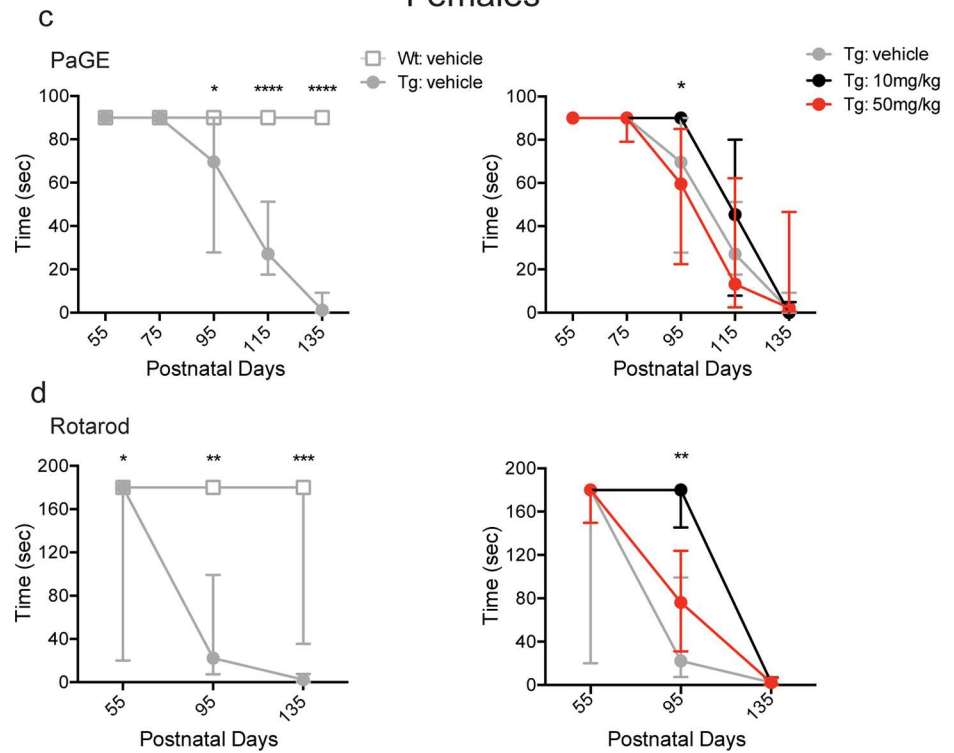 Females
c
PaGE
Wt: vehicle
Tg: vehicle
* **** ****
100
80
60
40
20
0
Time (sec)
55 75 95 115 135
Postnatal Days
Tg: vehicle
Tg: 10mg/kg
Tg: 50mg/kg
*
100
80
60
40
20
0
Time (sec)
55 75 95 115 135
Postnatal Days
d
Rotarod
* ** ***
200
160
120
80
40
0
Time (sec)
55 95 135
Postnatal Days
**
200
160
120
80
40
0
Time (sec)
55 95 135
Postnatal Days